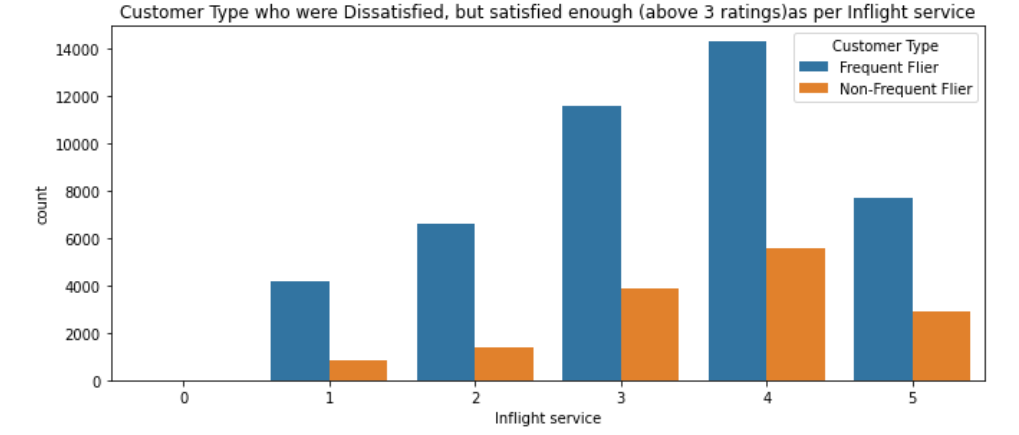 Customer Type who were Dissatisfied, but satisfied enough (above 3 ratings)as per Inflight service
Customer Type
Frequent Flier
Non-Frequent Flier
14000
12000
10000
8000
6000
4000
2000
0
count
0 1 2 3 4 5
Inflight service